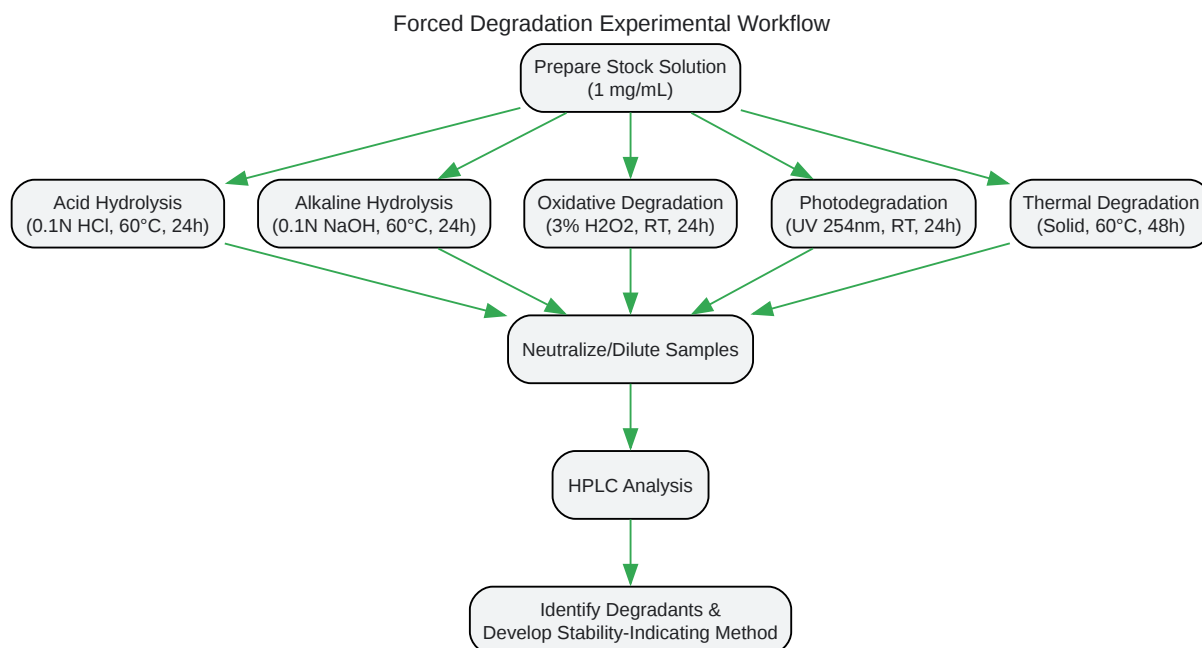 Forced Degradation Experimental Workflow
Prepare Stock Solution
(1 mg/mL)
Acid Hydrolysis
(0.1N HCl, 60°C, 24h)
Alkaline Hydrolysis
(0.1N NaOH, 60°C, 24h)
Oxidative Degradation
(3% H2O2, RT, 24h)
Photodegradation
(UV 254nm, RT, 24h)
Thermal Degradation
(Solid, 60°C, 48h)
Neutralize/Dilute Samples
HPLC Analysis
Identify Degradants &
Develop Stability-Indicating Method